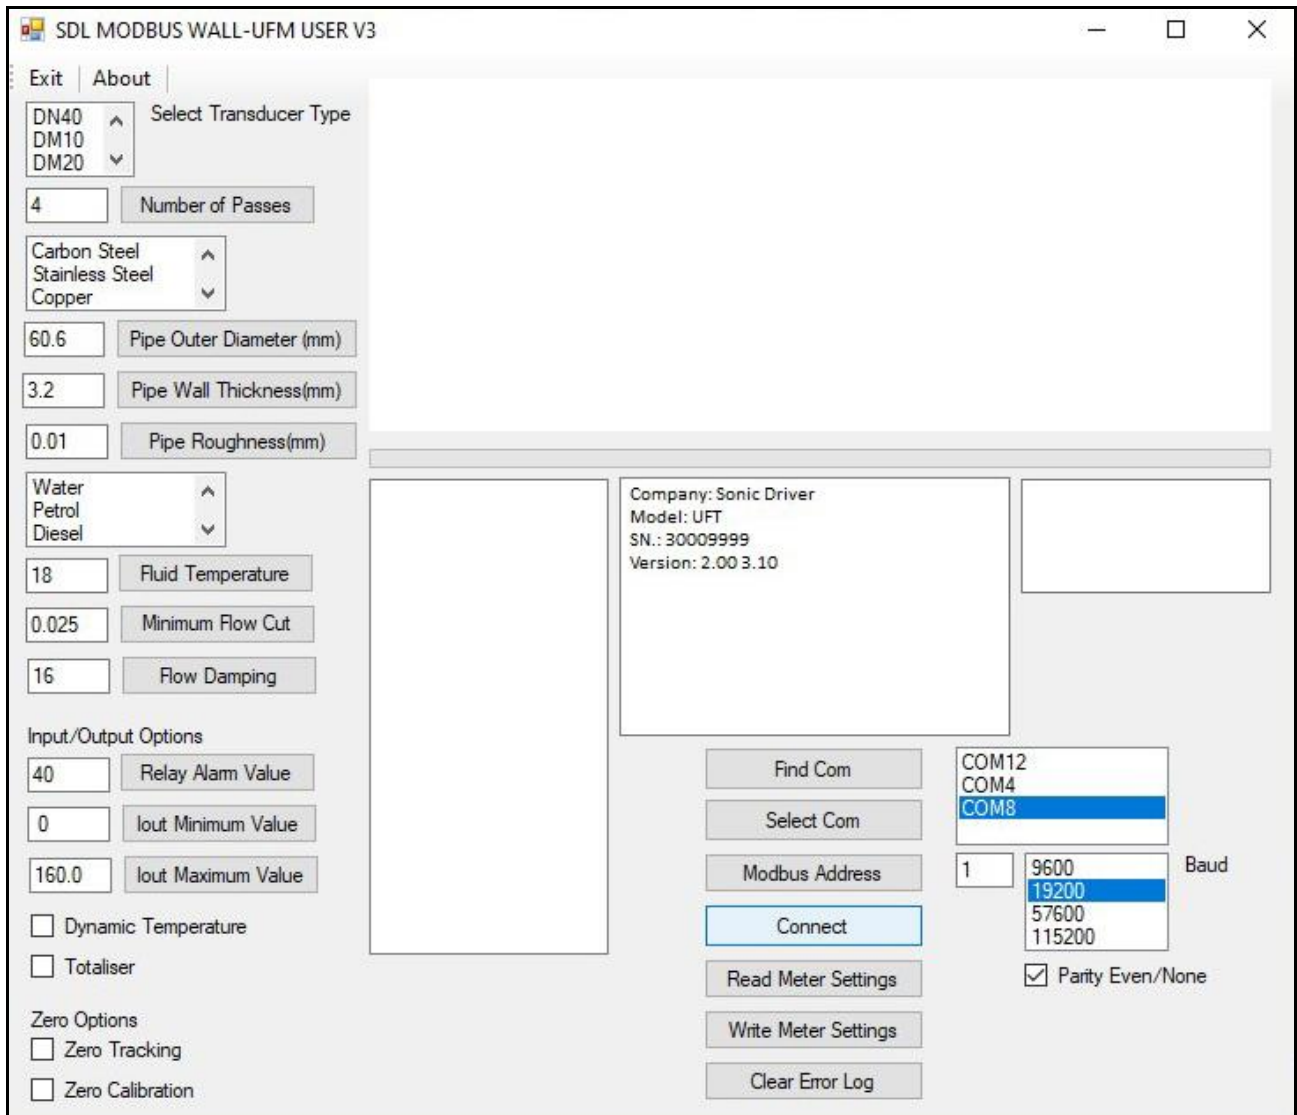 SDL MODBUS WALL-UFM USER V3
Exit About
DN40
DM10
DM20
Select Transducer Type
4 Number of Passes
Carbon Steel
Stainless Steel
Copper
60.6 Pipe Outer Diameter (mm)
3.2 Pipe Wall Thickness(mm)
0.01 Pipe Roughness(mm)
Water
Petrol
Diesel
18 Fluid Temperature
0.025 Minimum Flow Cut
16 Flow Damping
Input/Output Options
40 Relay Alarm Value
0 Iout Minimum Value
160.0 Iout Maximum Value
Dynamic Temperature
Totaliser
Zero Options
Zero Tracking
Zero Calibration
Company: Sonic Driver
Model: UFT
SN.: 30009999
Version: 2.00 3.10
Find Com
Select Com
Modbus Address
Connect
Read Meter Settings
Write Meter Settings
Clear Error Log
COM12
COM4
COM8
1
9600
19200
57600
115200
Baud
Parity Even/None